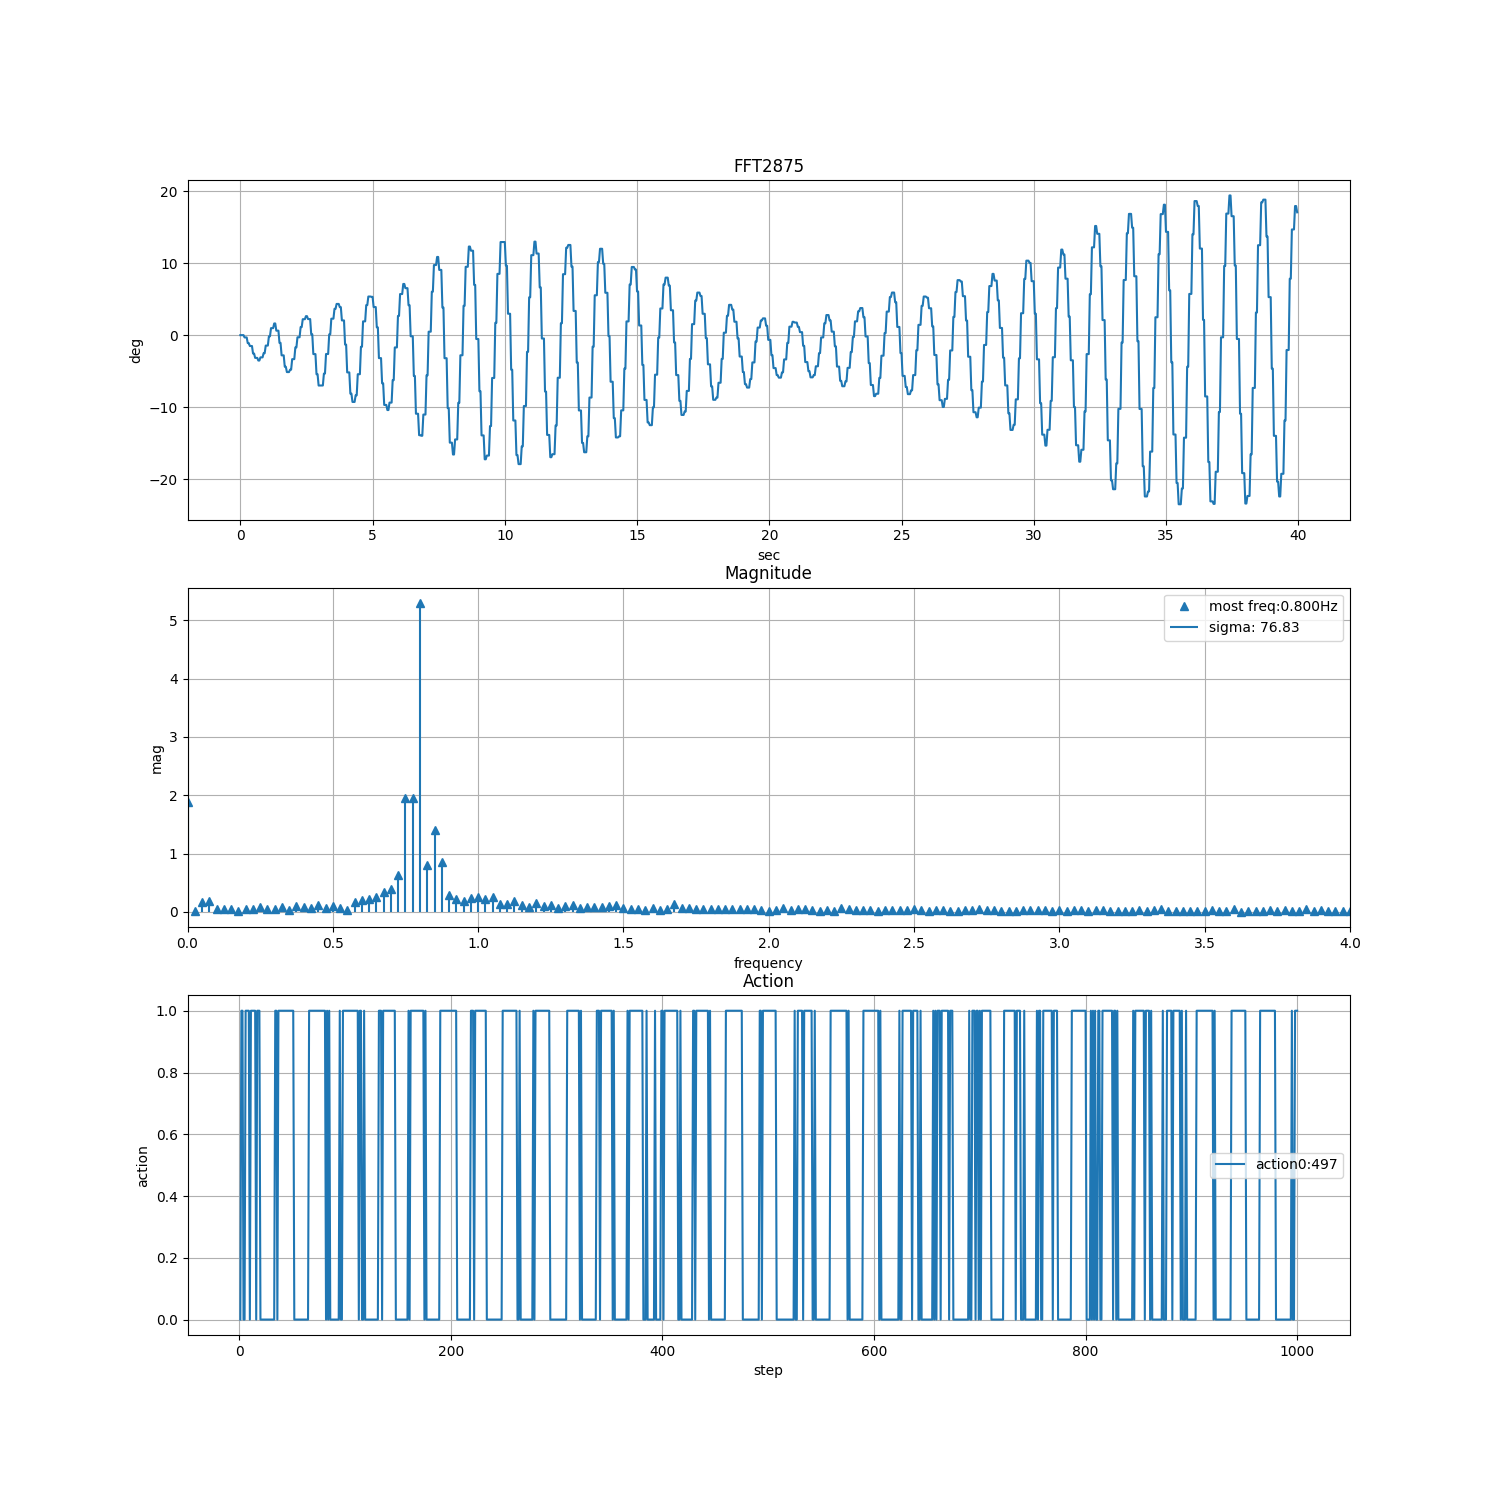 FFT2875
20
10
0
−10
−20
deg
0 5 10 15 20 25 30 35 40
sec
Magnitude
most freq:0.800Hz
sigma: 76.83
5
4
3
2
1
0
mag
0.0 0.5 1.0 1.5 2.0 2.5 3.0 3.5 4.0
frequency
Action
1.0
0.8
0.6
0.4
0.2
0.0
action
action0:497
0 200 400 600 800 1000
step